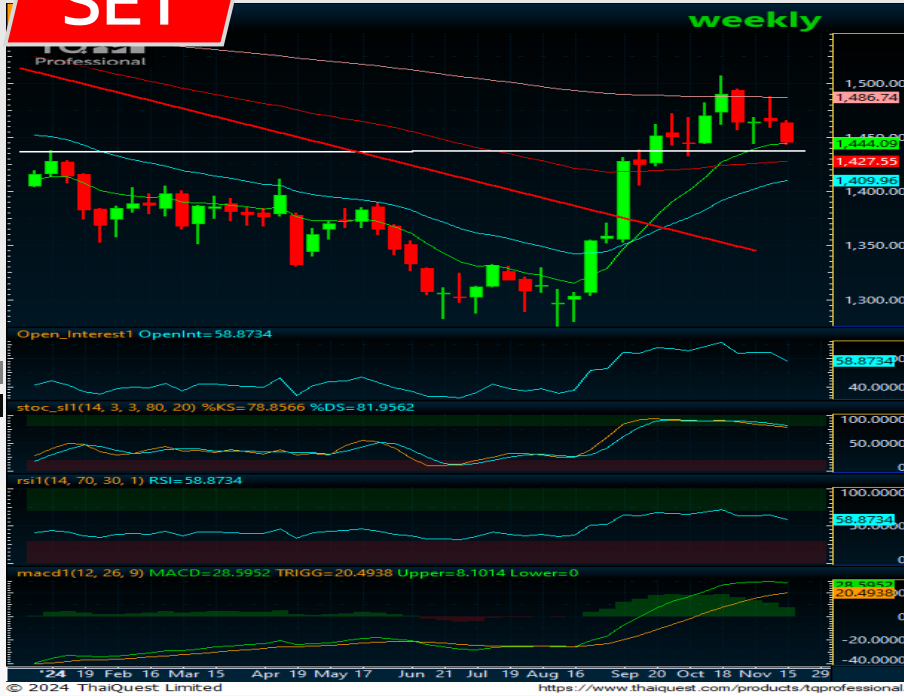 SET
weekly
Professional
1,500.00
1,486.74
1,450.00
1,444.09
1,427.55
1,409.96
1,400.00
1,350.00
1,300.00
Open_Interest1 OpenInt=58.8734
58.8734
40.0000
stoc_sl1(14, 3, 3, 80, 20) %KS=78.8566 %DS=81.9562
100.0000
50.0000
0
rsi1(14, 70, 30, 1) RSI=58.8734
100.0000
58.8734
50.0000
0
macd1(12, 26, 9) MACD=28.5952 TRIGG=20.4938 Upper=8.1014 Lower=0
28.5952
20.4938
0
-20.0000
-40.0000
'24 19 Feb 16 Mar 15 Apr 19 May 17 Jun 21 Jul 19 Aug 16 Sep 20 Oct 18 Nov 15 29
© 2024 ThaiQuest Limited https://www.thaiquest.com/products/tqprofessional